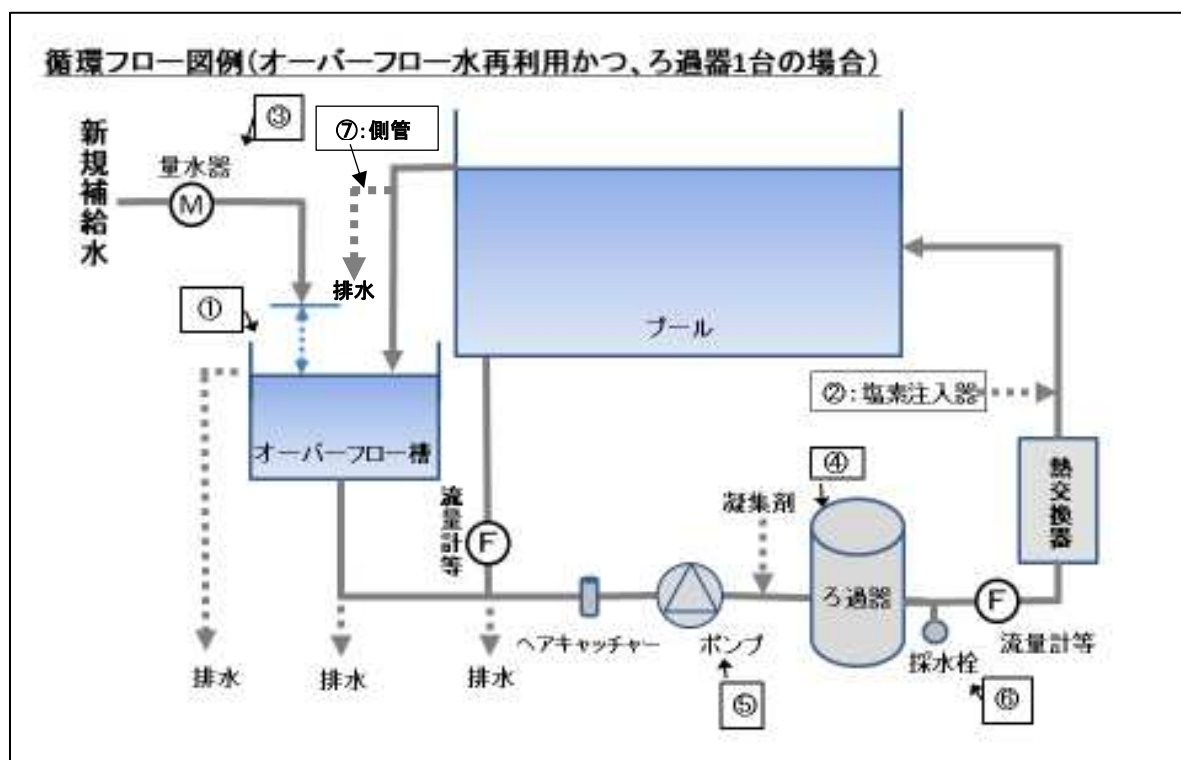 循環フロー図例(オーバーフロー水再利用かつ、ろ過器1台の場合)
③
⑦:側管
新規補給水
量水器
M
排水
①
プール
②:塩素注入器
オーバーフロー槽
④
熱交換器
流量計等
凝集剤
F
ろ過器
F
ヘアキャッチャー
ポンプ
採水栓
流量計等
排水
排水
排水
⑤
⑥